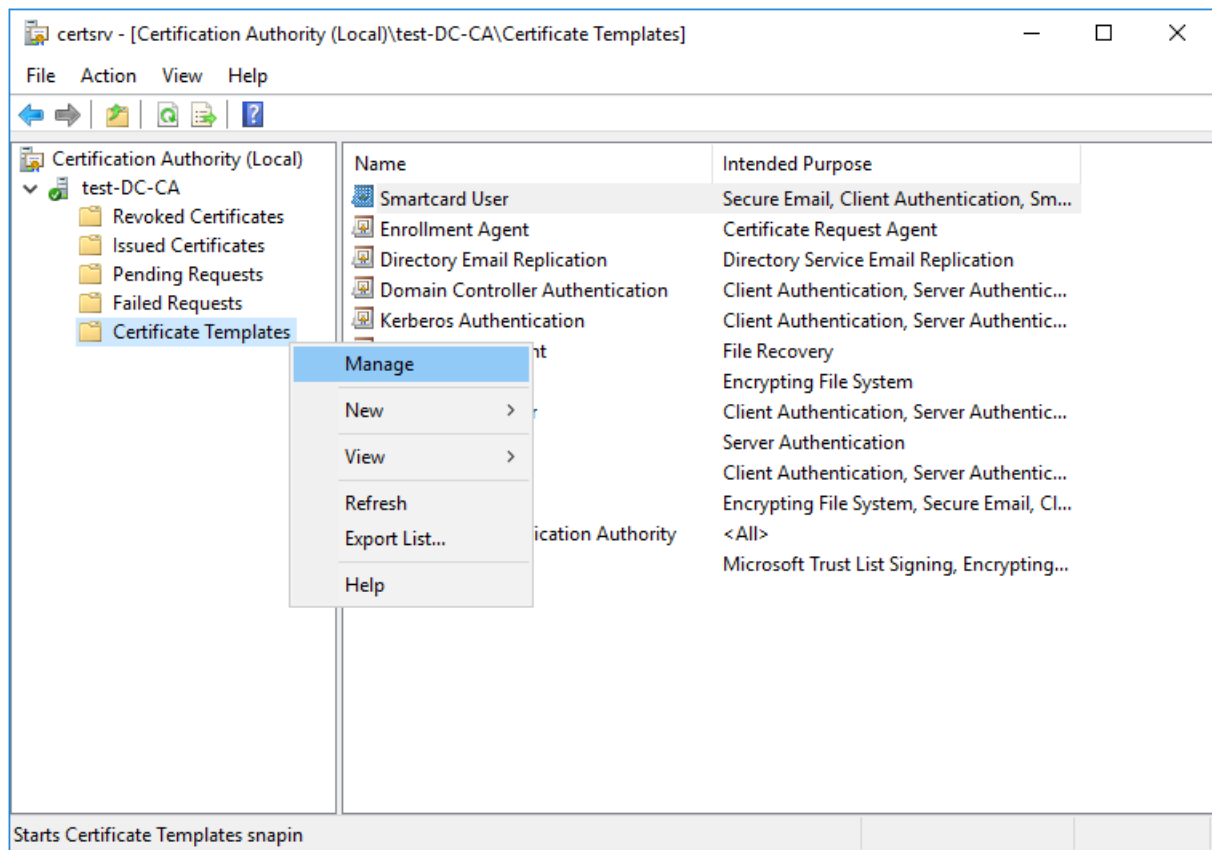 certsrv - [Certification Authority (Local)\test-DC-CA\Certificate Templates]
File Action View Help
Certification Authority (Local)
test-DC-CA
Revoked Certificates
Issued Certificates
Pending Requests
Failed Requests
Certificate Templates
Name Intended Purpose
Smartcard User Secure Email, Client Authentication, Sm...
Enrollment Agent Certificate Request Agent
Directory Email Replication Directory Service Email Replication
Domain Controller Authentication Client Authentication, Server Authentic...
Kerberos Authentication Client Authentication, Server Authentic...
File Recovery
Encrypting File System
Client Authentication, Server Authentic...
Server Authentication
Client Authentication, Server Authentic...
Encrypting File System, Secure Email, Cl...
Authority <All>
Microsoft Trust List Signing, Encrypting...
Manage
New
View
Refresh
Export List...
Help
Starts Certificate Templates snapin